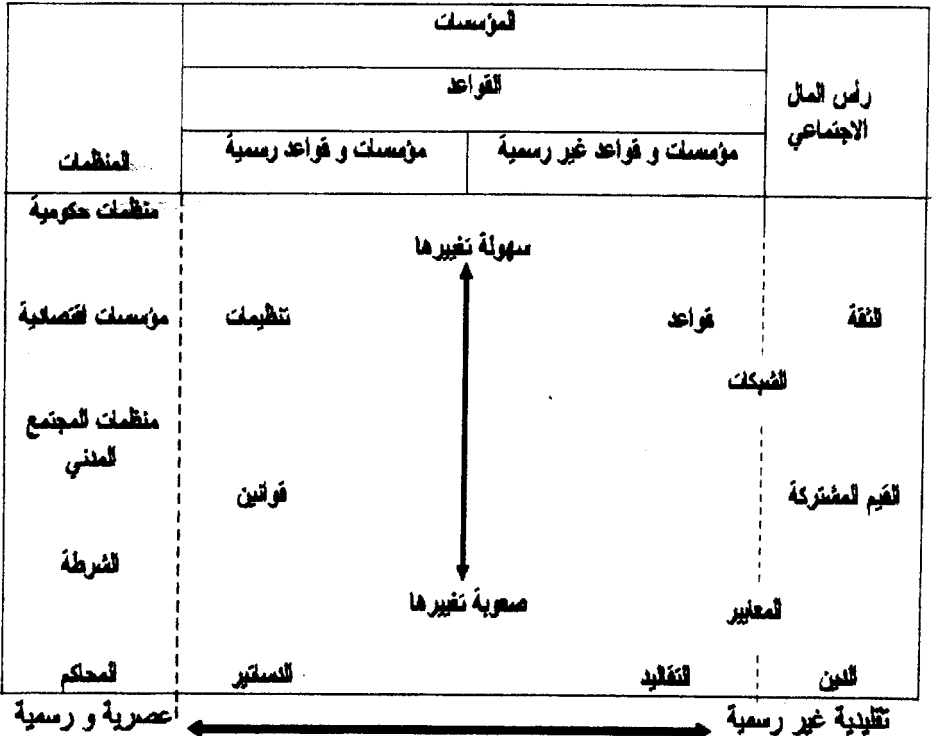 المؤسسات
القواعد
رأس المال
الاجتماعي
مؤسسات و قواعد غير رسمية
مؤسسات و قواعد رسمية
المنظمات
منظمات حكومية
سهولة تغييرها
الثقة
قواعد
تنظيمات
مؤسسات اقتصادية
الشبكات
منظمات المجتمع
المدني
القيم المشتركة
قوانين
الشرطة
المعايير
صعوبة تغييرها
الدين
التقاليد
الدساتير
المحاكم
تقليدية غير رسمية
عصرية و رسمية